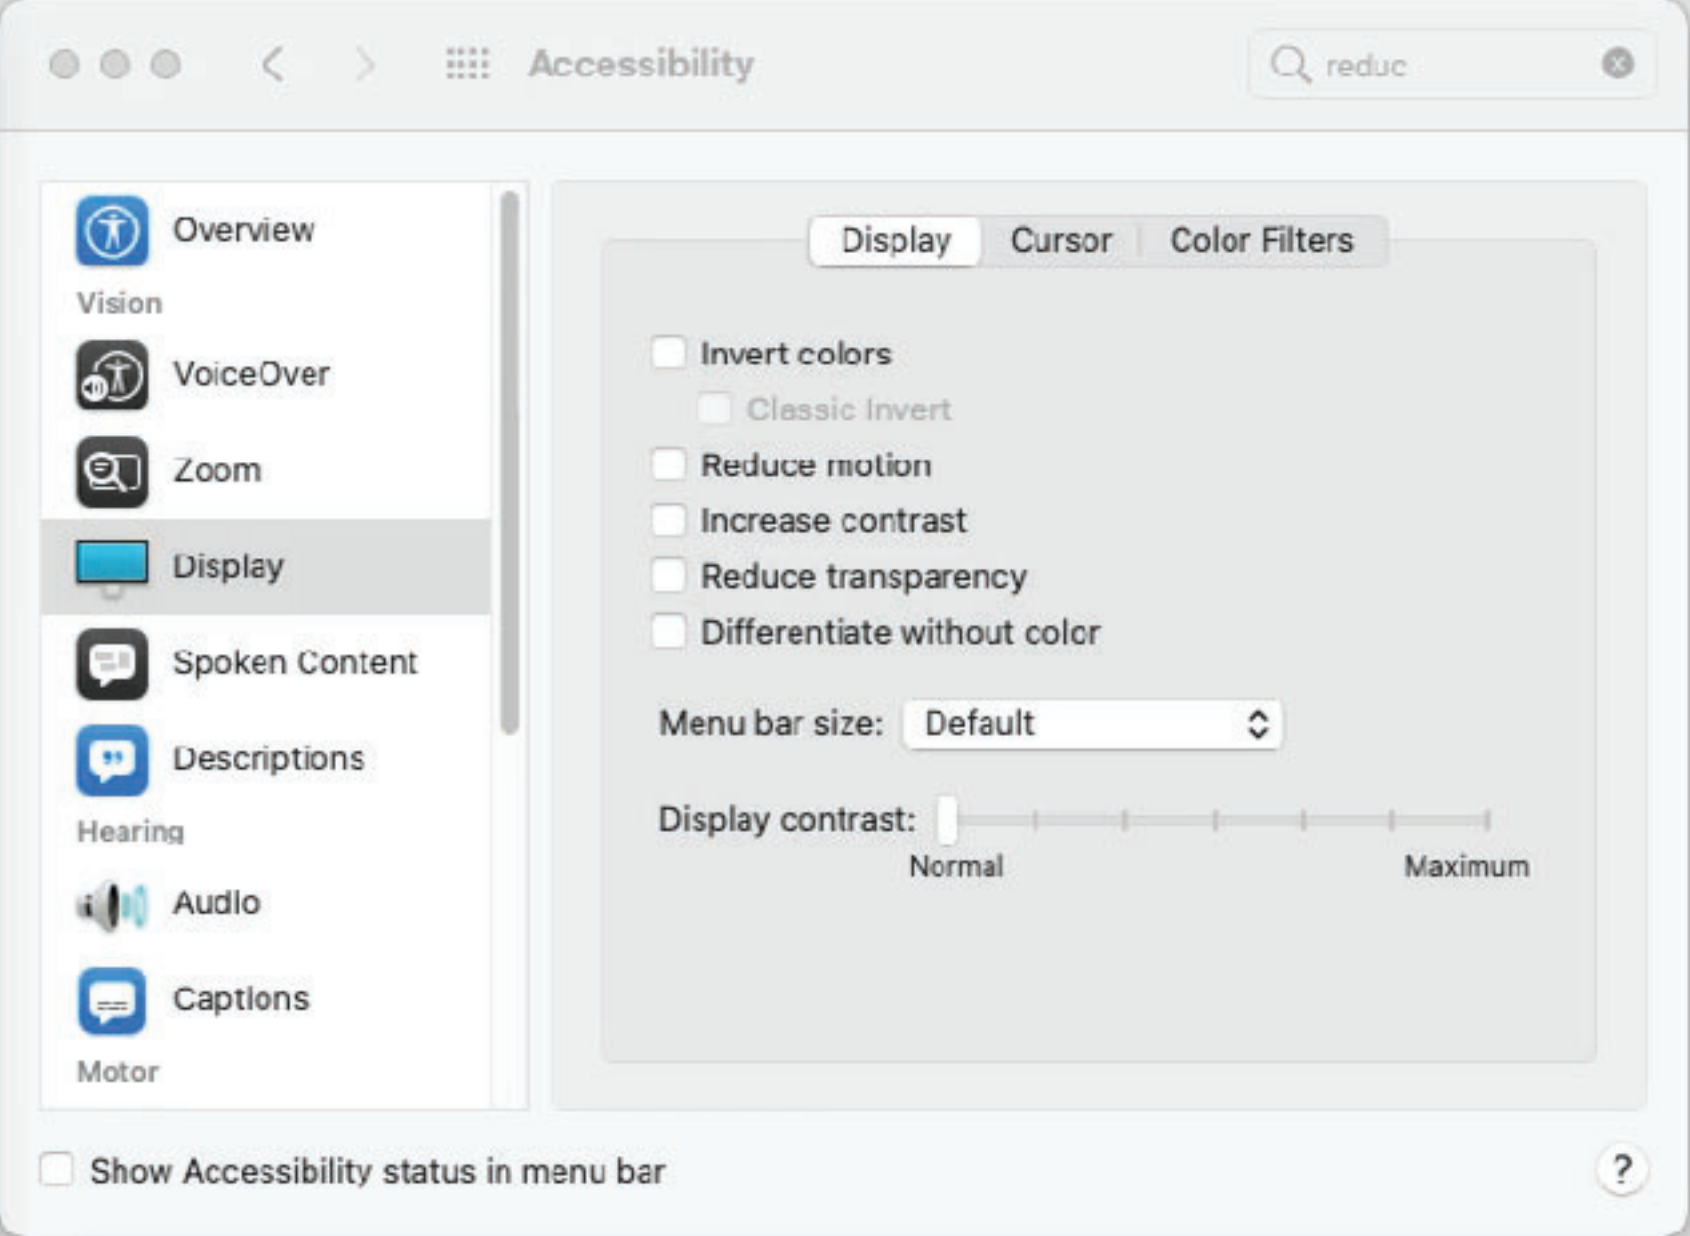 Accessibility
reduc
Overview
Vision
VoiceOver
Zoom
Display
Spoken Content
Descriptions
Hearing
Audio
Captions
Motor
Display Cursor Color Filters
Invert colors
Classic Invert
Reduce motion
Increase contrast
Reduce transparency
Differentiate without color
Menu bar size: Default
Display contrast:
Normal Maximum
Show Accessibility status in menu bar
?